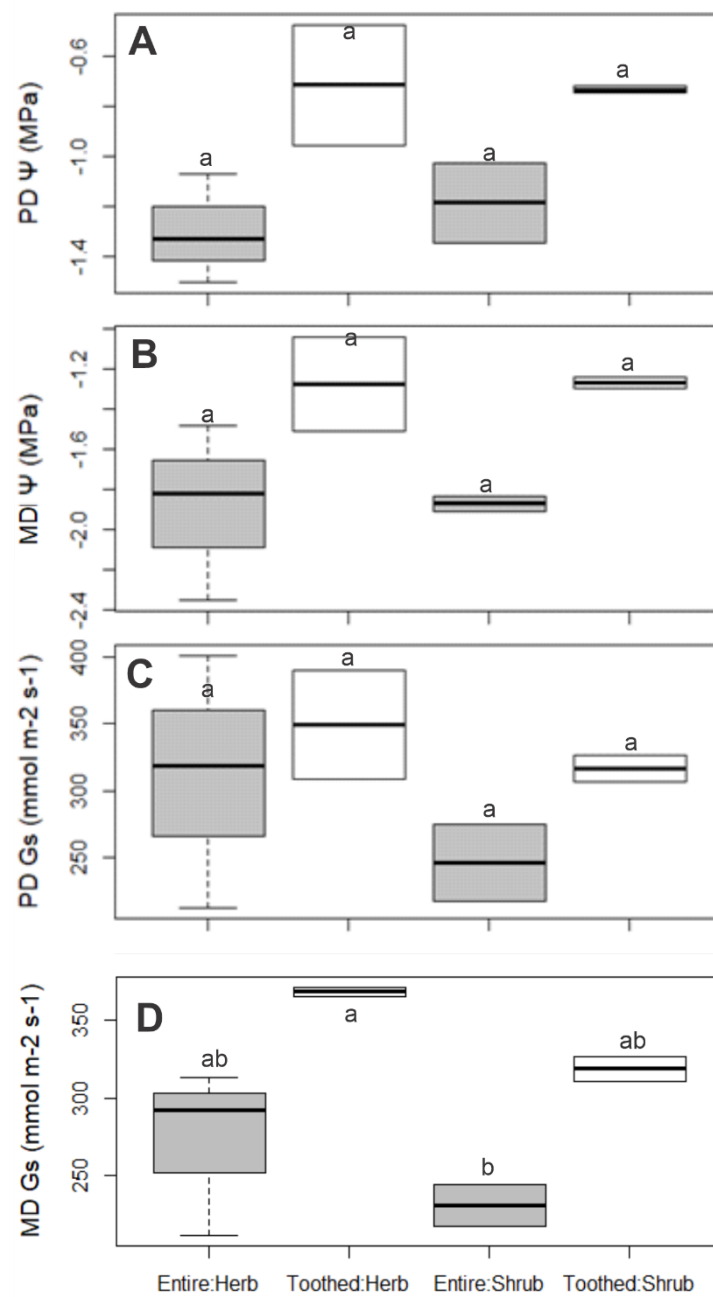 A
PD Ψ (MPa)
-0.6
-1.0
-1.4
a
a
a
a
B
MD Ψ (MPa)
-1.2
-1.6
-2.0
-2.4
a
a
a
a
C
PD Gs (mmol m-2 s-1)
400
350
300
250
a
a
a
a
D
MD Gs (mmol m-2 s-1)
350
300
250
ab
a
b
ab
Entire:Herb Toothed:Herb Entire:Shrub Toothed:Shrub